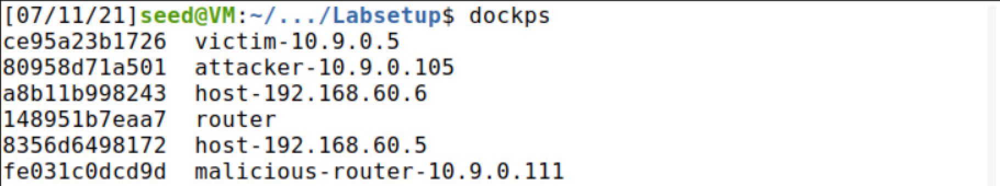 [07/11/21]seed@VM:~/.../Labsetup$ dockps
ce95a23b1726  victim-10.9.0.5
80958d71a501  attacker-10.9.0.105
a8b11b998243  host-192.168.60.6
148951b7eaa7  router
8356d6498172  host-192.168.60.5
fe031c0dcd9d  malicious-router-10.9.0.111